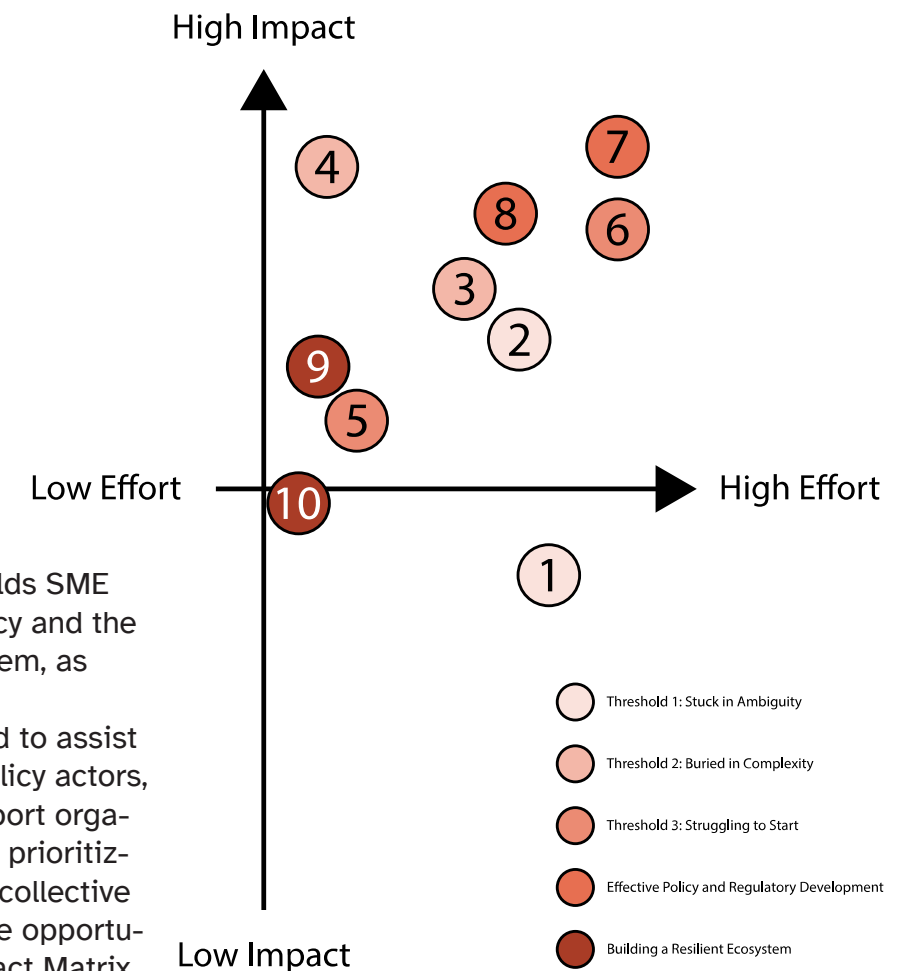 High Impact
4
7
8
6
3
2
9
5
Low Effort
10
High Effort
1
lds SME
cy and the
em, as
d to assist
licy actors,
port orga-
prioritiz-
collective
e opportu-
act Matrix
Threshold 1: Stuck in Ambiguity
Threshold 2: Buried in Complexity
Threshold 3: Struggling to Start
Effective Policy and Regulatory Development
Building a Resilient Ecosystem
Low Impact